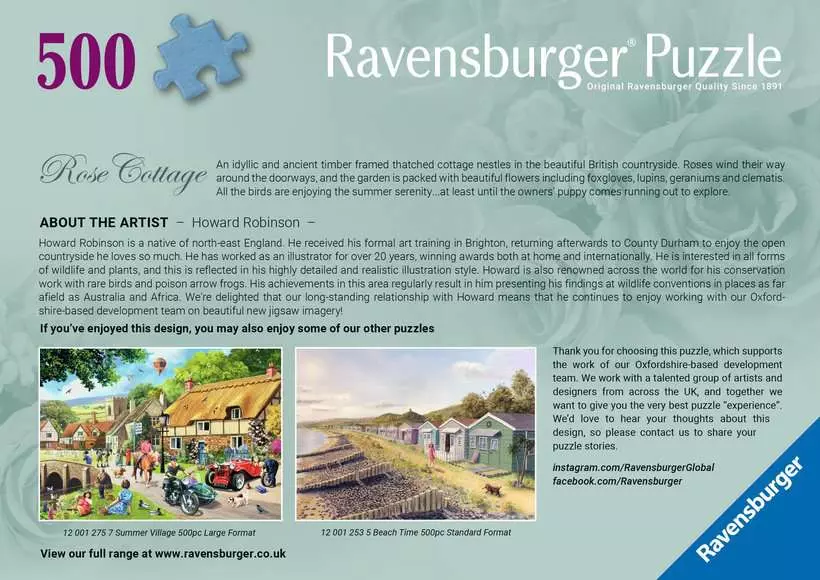 500
Ravensburger® Puzzle
Original Ravensburger Quality Since 1891
Rose Cottage
An idyllic and ancient timber framed thatched cottage nestles in the beautiful British countryside. Roses wind their way
around the doorways, and the garden is packed with beautiful flowers including foxgloves, lupins, geraniums and clematis.
All the birds are enjoying the summer serenity...at least until the owners' puppy comes running out to explore.
ABOUT THE ARTIST – Howard Robinson –
Howard Robinson is a native of north-east England. He received his formal art training in Brighton, returning afterwards to County Durham to enjoy the open
countryside he loves so much. He has worked as an illustrator for over 20 years, winning awards both at home and internationally. He is interested in all forms
of wildlife and plants, and this is reflected in his highly detailed and realistic illustration style. Howard is also renowned across the world for his conservation
work with rare birds and poison arrow frogs. His achievements in this area regularly result in him presenting his findings at wildlife conventions in places as far
afield as Australia and Africa. We're delighted that our long-standing relationship with Howard means that he continues to enjoy working with our Oxford-
shire-based development team on beautiful new jigsaw imagery!
If you've enjoyed this design, you may also enjoy some of our other puzzles
12 001 275 7 Summer Village 500pc Large Format
12 001 253 5 Beach Time 500pc Standard Format
View our full range at www.ravensburger.co.uk
Thank you for choosing this puzzle, which supports
the work of our Oxfordshire-based development
team. We work with a talented group of artists and
designers from across the UK, and together we
want to give you the very best puzzle “experience”.
We'd love to hear your thoughts about this
design, so please contact us to share your
puzzle stories.
instagram.com/RavensburgerGlobal
facebook.com/Ravensburger
Ravensburger